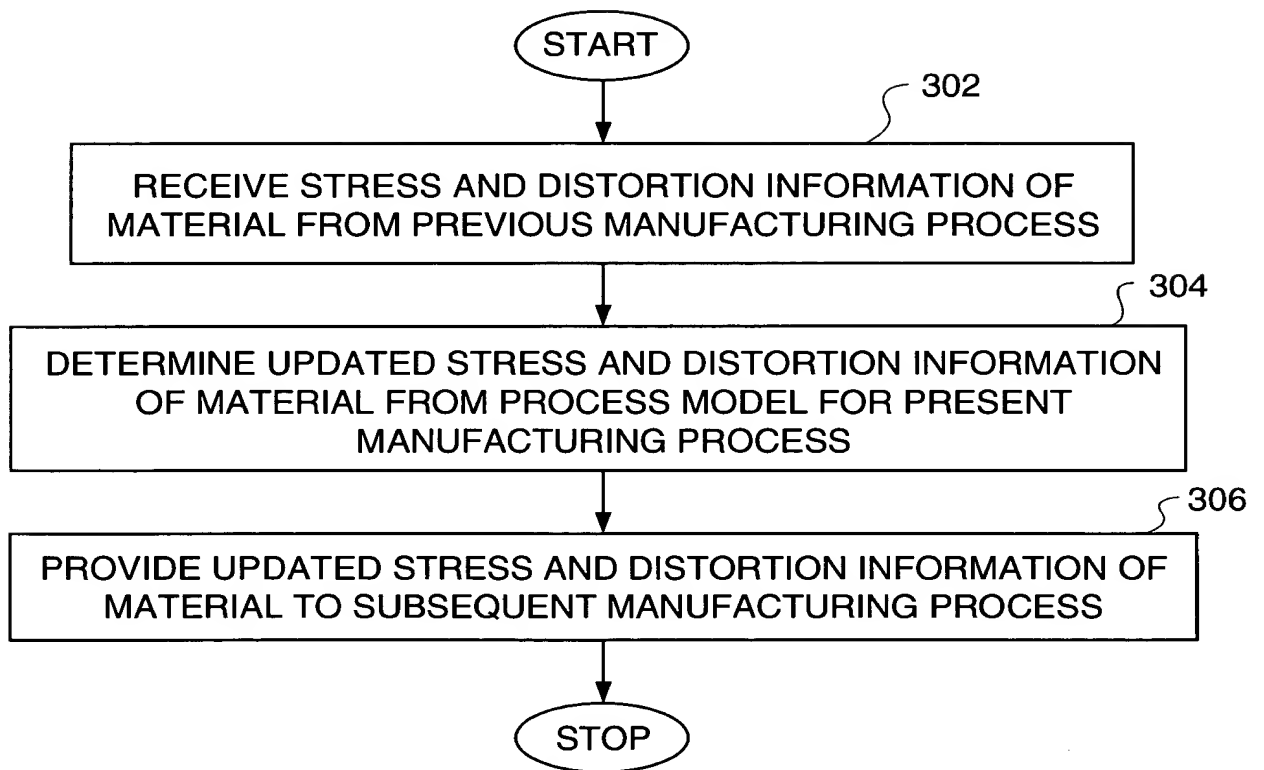 START
302
RECEIVE STRESS AND DISTORTION INFORMATION OF
MATERIAL FROM PREVIOUS MANUFACTURING PROCESS
304
DETERMINE UPDATED STRESS AND DISTORTION INFORMATION
OF MATERIAL FROM PROCESS MODEL FOR PRESENT
MANUFACTURING PROCESS
306
PROVIDE UPDATED STRESS AND DISTORTION INFORMATION OF
MATERIAL TO SUBSEQUENT MANUFACTURING PROCESS
STOP